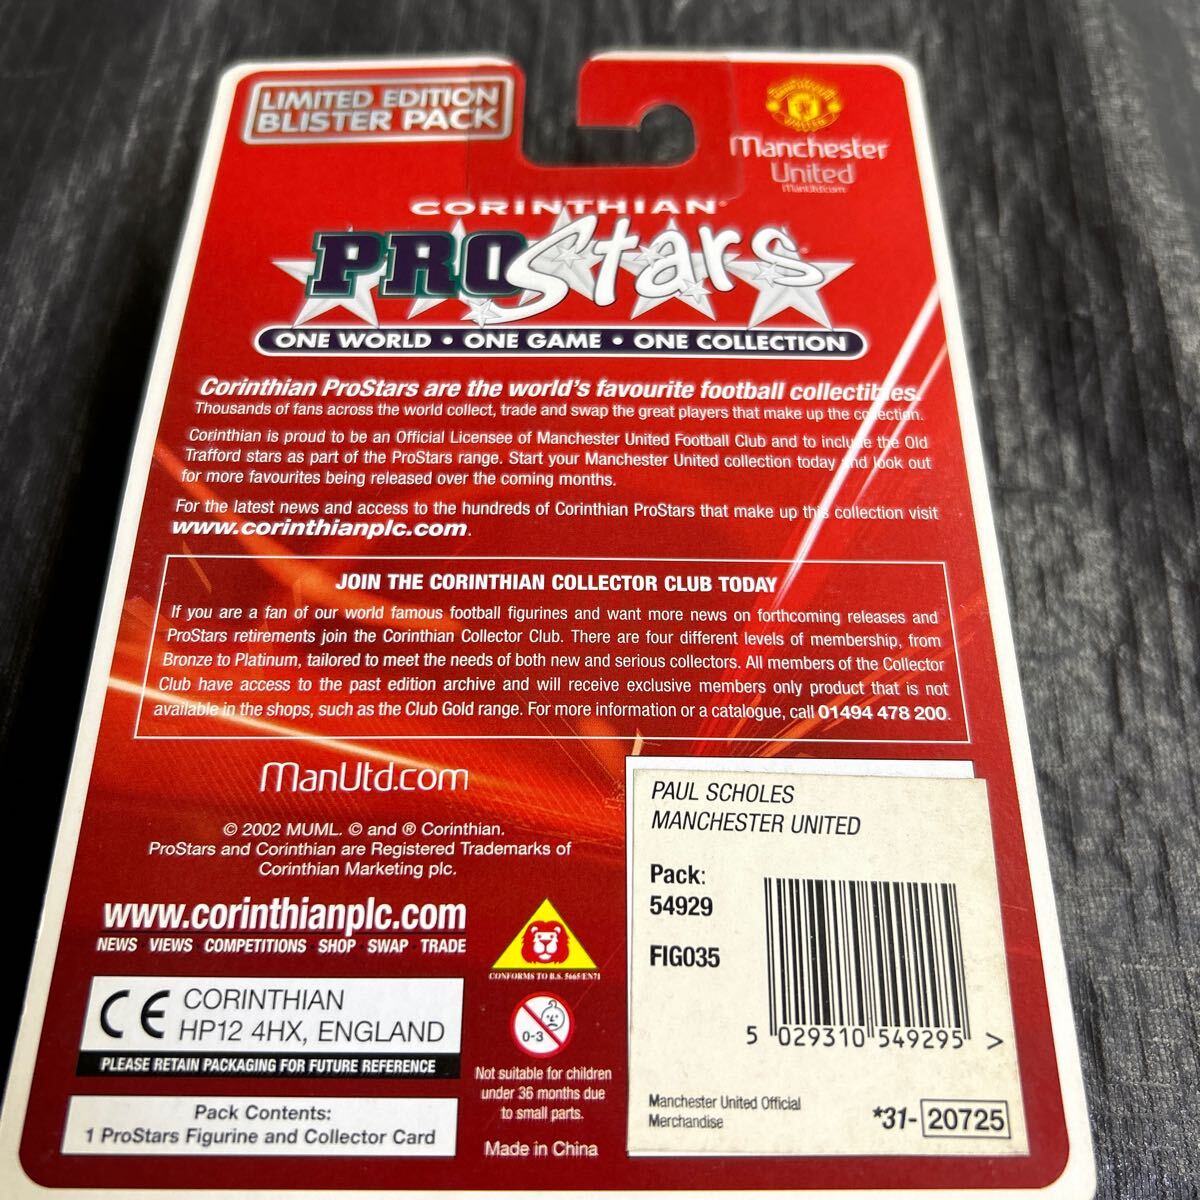 LIMITED EDITION
BLISTER PACK
MANCHESTER
UNITED
Manchester
United
ManUtd.com
CORINTHIAN®
PROStars
ONE WORLD • ONE GAME • ONE COLLECTION
Corinthian ProStars are the world's favourite football collectibles.
Thousands of fans across the world collect, trade and swap the great players that make up the collection.
Corinthian is proud to be an Official Licensee of Manchester United Football Club and to include the Old
Trafford stars as part of the ProStars range. Start your Manchester United collection today and look out
for more favourites being released over the coming months.
For the latest news and access to the hundreds of Corinthian ProStars that make up this collection visit
www.corinthianplc.com.
JOIN THE CORINTHIAN COLLECTOR CLUB TODAY
If you are a fan of our world famous football figurines and want more news on forthcoming releases and
ProStars retirements join the Corinthian Collector Club. There are four different levels of membership, from
Bronze to Platinum, tailored to meet the needs of both new and serious collectors. All members of the Collector
Club have access to the past edition archive and will receive exclusive members only product that is not
available in the shops, such as the Club Gold range. For more information or a catalogue, call 01494 478 200.
ManUtd.com
© 2002 MUML. © and ® Corinthian.
ProStars and Corinthian are Registered Trademarks of
Corinthian Marketing plc.
www.corinthianplc.com
NEWS VIEWS COMPETITIONS SHOP SWAP TRADE
CE CORINTHIAN
HP12 4HX, ENGLAND
PLEASE RETAIN PACKAGING FOR FUTURE REFERENCE
Pack Contents:
1 ProStars Figurine and Collector Card
CONFORMS TO B.S. 5665/EN71
0-3
Not suitable for children
under 36 months due
to small parts.
Made in China
PAUL SCHOLES
MANCHESTER UNITED
Pack:
54929
FIG035
5 029310 549295 >
Manchester United Official
Merchandise
*31- 20725